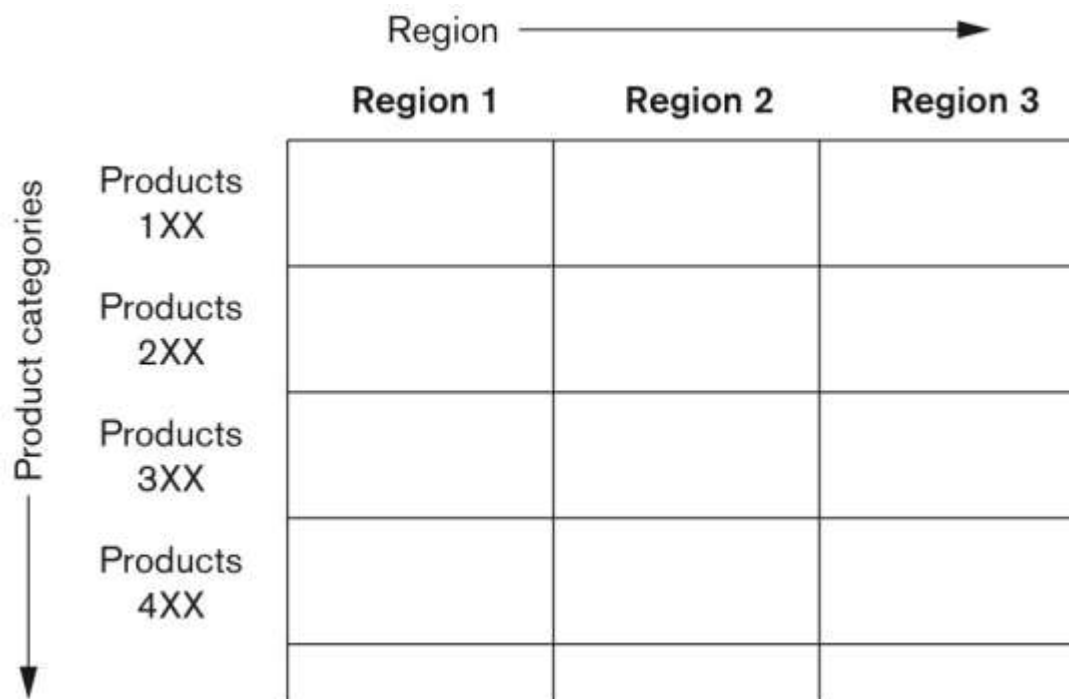 Region
Region 1 Region 2 Region 3
Product categories
Products
1XX
Products
2XX
Products
3XX
Products
4XX